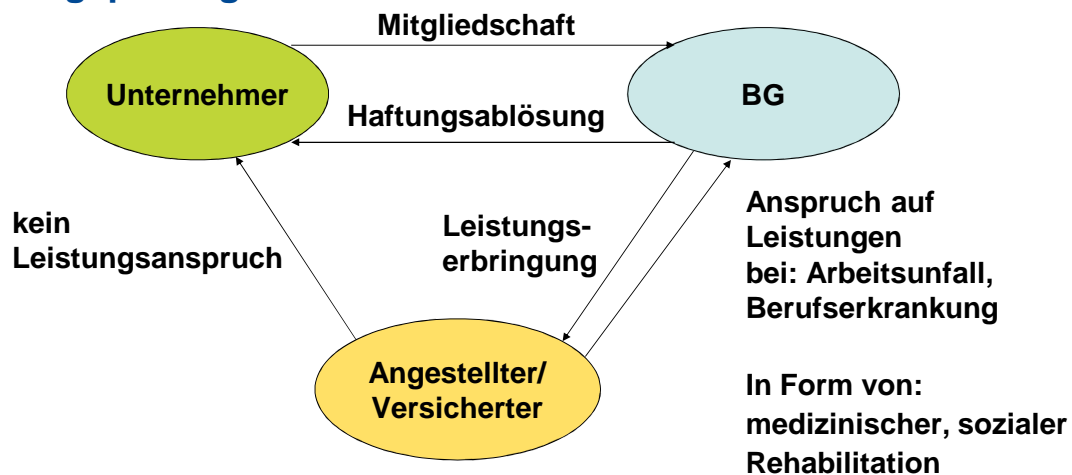 Mitgliedschaft
Unternehmer
BG
Haftungsablösung
kein
Leistungsanspruch
Leistungs-
erbringung
Anspruch auf
Leistungen
bei: Arbeitsunfall,
Berufserkrankung
Angestellter/
Versicherter
In Form von:
medizinischer, sozialer
Rehabilitation